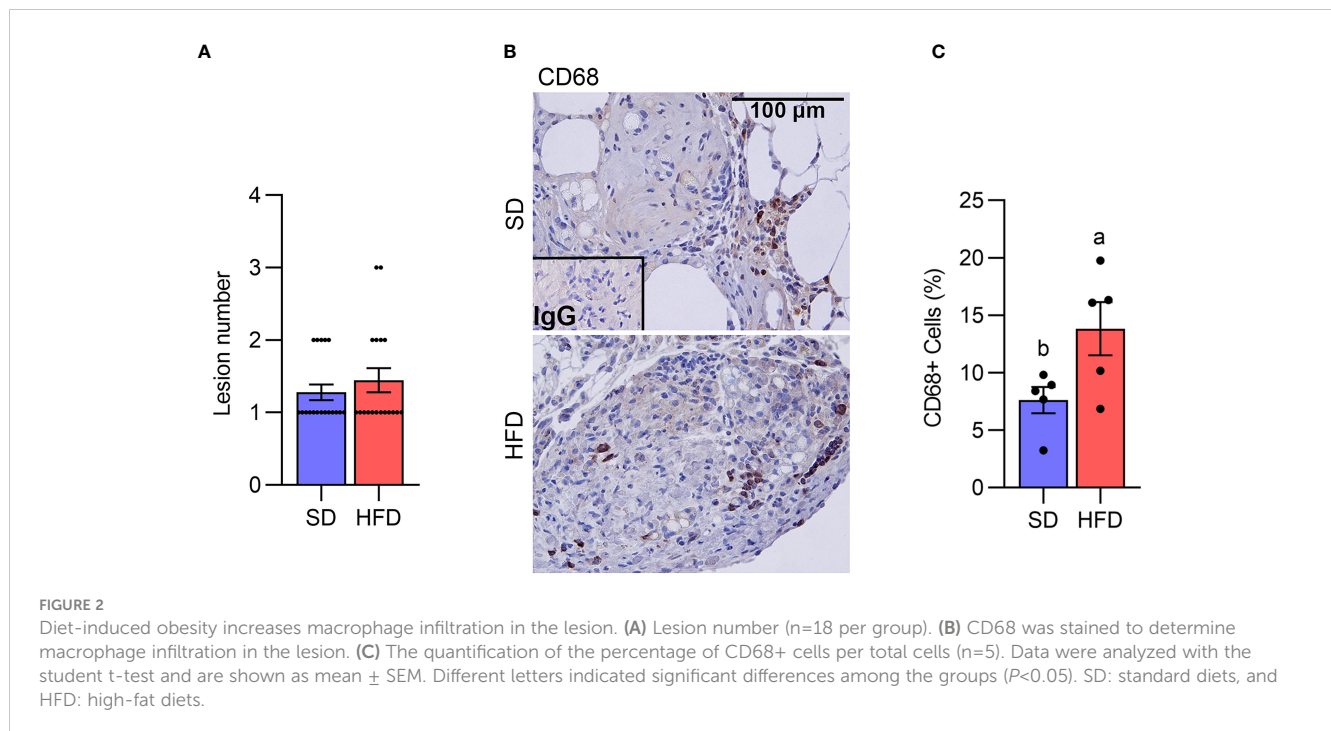 A
B
C
4
3
2
1
0
Lesion number
SD
HFD
CD68
100 µm
SD
IgG
HFD
25
20
15
10
5
0
CD68+ Cells (%)
b
a
SD
HFD
FIGURE 2
Diet-induced obesity increases macrophage infiltration in the lesion. (A) Lesion number (n=18 per group). (B) CD68 was stained to determine
macrophage infiltration in the lesion. (C) The quantification of the percentage of CD68+ cells per total cells (n=5). Data were analyzed with the
student t-test and are shown as mean ± SEM. Different letters indicated significant differences among the groups (P<0.05). SD: standard diets, and
HFD: high-fat diets.